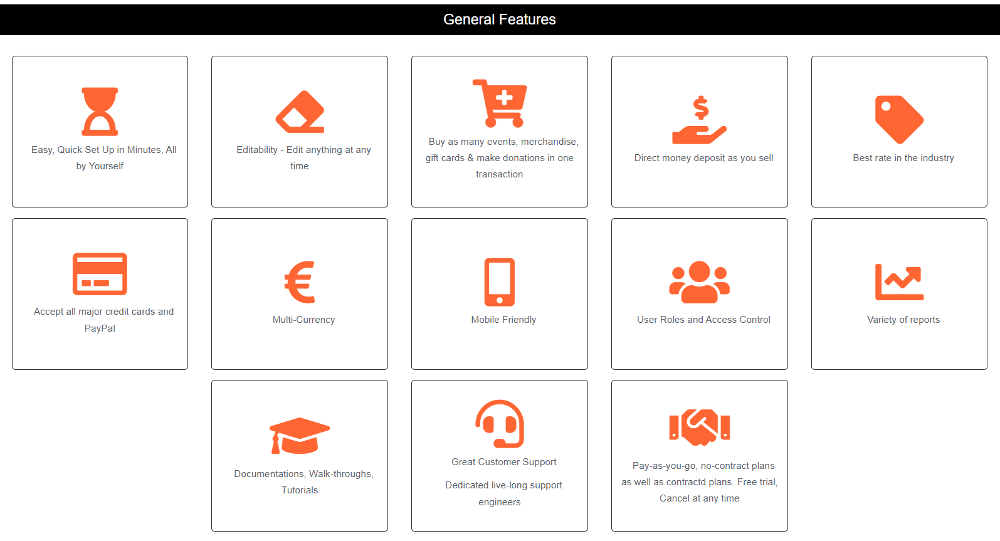 General Features
Easy, Quick Set Up in Minutes, All
by Yourself
Editability - Edit anything at any
time
Buy as many events, merchandise,
gift cards & make donations in one
transaction
Direct money deposit as you sell
Best rate in the industry
Accept all major credit cards and
PayPal
Multi-Currency
Mobile Friendly
User Roles and Access Control
Variety of reports
Documentations, Walk-throughs,
Tutorials
Great Customer Support
Dedicated live-long support
engineers
Pay-as-you-go, no-contract plans
as well as contractd plans. Free trial,
Cancel at any time